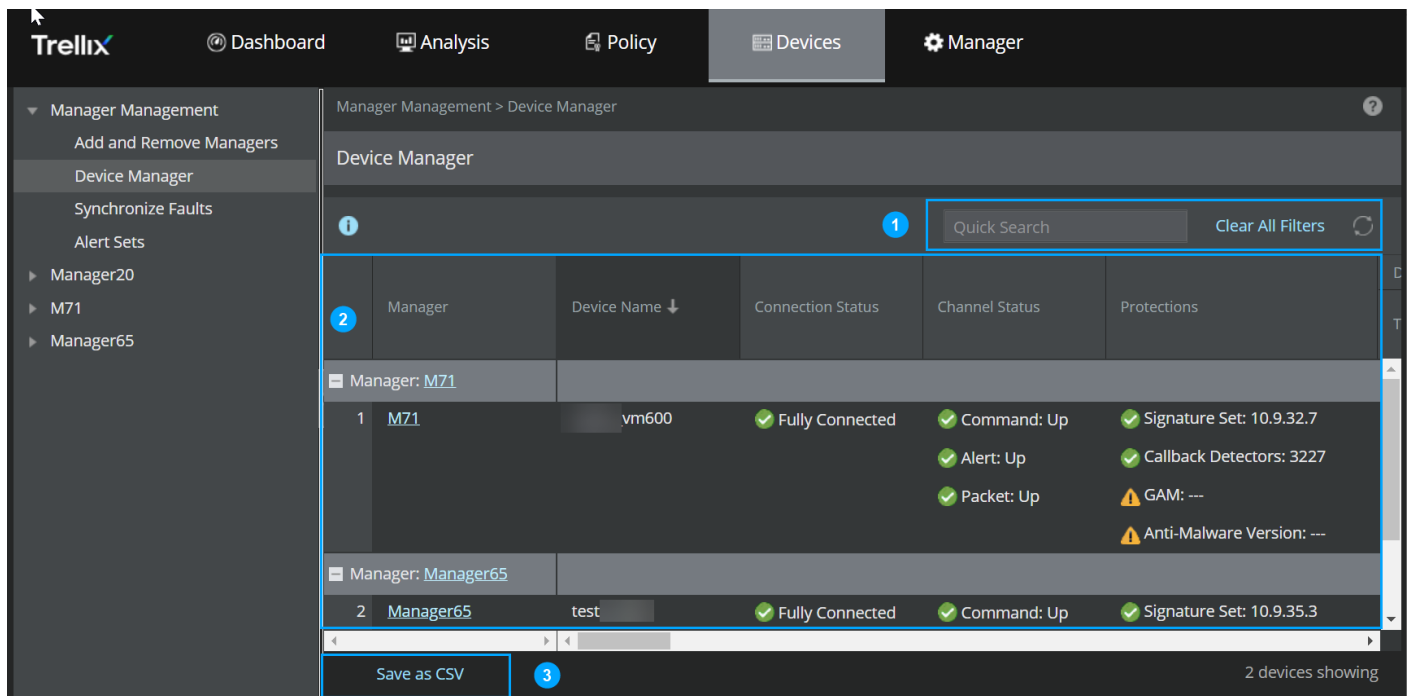 Trellix Dashboard Analysis Policy Devices Manager
Manager Management
Add and Remove Managers
Device Manager
Synchronize Faults
Alert Sets
Manager20
M71
Manager65
Manager Management > Device Manager ?
Device Manager
i 1 Quick Search Clear All Filters
2 Manager Device Name Connection Status Channel Status Protections
D
T
Manager: M71
1 M71 vm600 Fully Connected Command: Up Signature Set: 10.9.32.7
Alert: Up Callback Detectors: 3227
Packet: Up GAM: ---
Anti-Malware Version: ---
Manager: Manager65
2 Manager65 test Fully Connected Command: Up Signature Set: 10.9.35.3
Save as CSV 3 2 devices showing